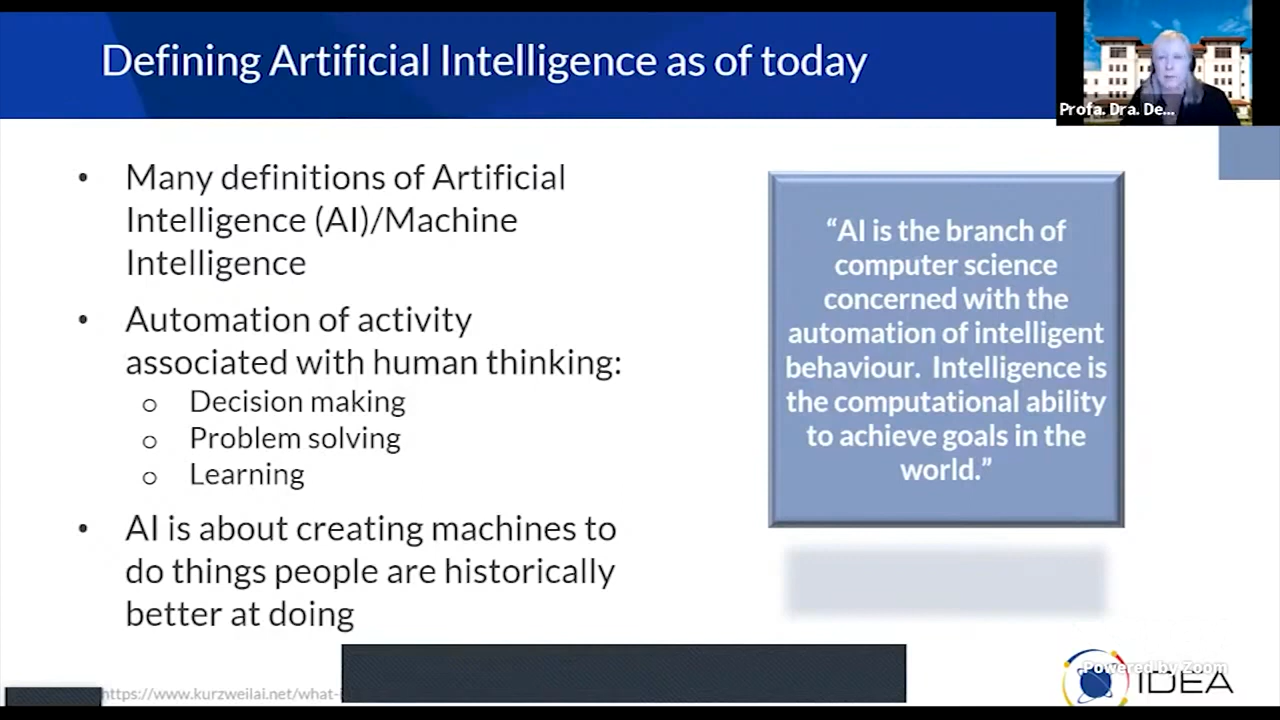 Defining Artificial Intelligence as of today
Profa. Dra. De...
• Many definitions of Artificial
Intelligence (AI)/Machine
Intelligence
• Automation of activity
associated with human thinking:
o Decision making
o Problem solving
o Learning
• AI is about creating machines to
do things people are historically
better at doing
“AI is the branch of
computer science
concerned with the
automation of intelligent
behaviour. Intelligence is
the computational ability
to achieve goals in the
world.”
https://www.kurzweilai.net/what-i
Powered by Zoom
IDEA